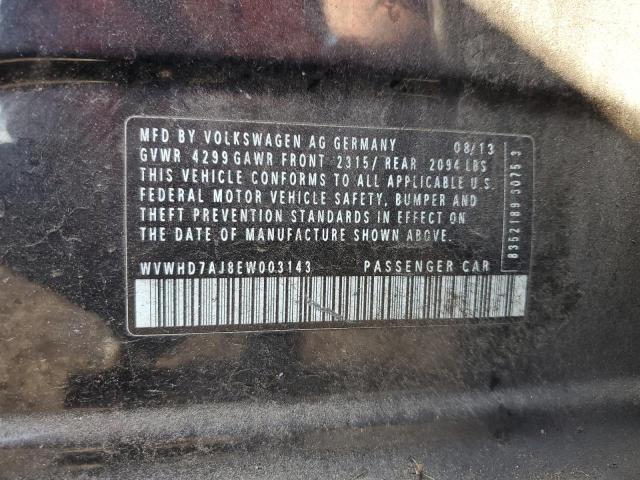 MFD BY VOLKSWAGEN AG GERMANY 08/13
GVWR 4299 GAWR FRONT 2315/ REAR 2094 LBS
THIS VEHICLE CONFORMS TO ALL APPLICABLE U.S.
FEDERAL MOTOR VEHICLE SAFETY, BUMPER AND
THEFT PREVENTION STANDARDS IN EFFECT ON
THE DATE OF MANUFACTURE SHOWN ABOVE.
WVWHD7AJ8EW003143 PASSENGER CAR
8352189 50753